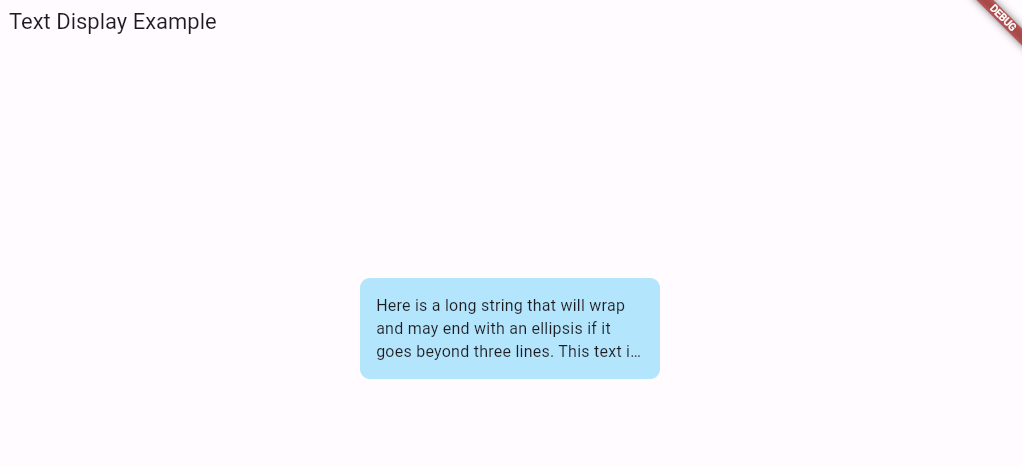 Text Display Example
DEBUG
Here is a long string that will wrap
and may end with an ellipsis if it
goes beyond three lines. This text i…